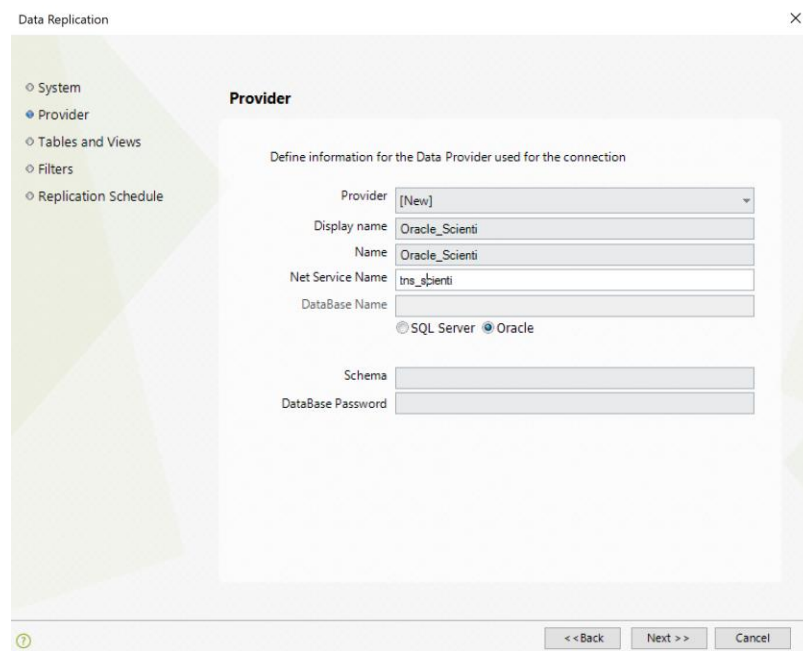 Data Replication
System
Provider
Tables and Views
Filters
Replication Schedule
Provider
Define information for the Data Provider used for the connection
Provider [New]
Display name Oracle_Scienti
Name Oracle_Scienti
Net Service Name tns_scienti
DataBase Name
SQL Server Oracle
Schema
DataBase Password
?
<<Back Next >> Cancel